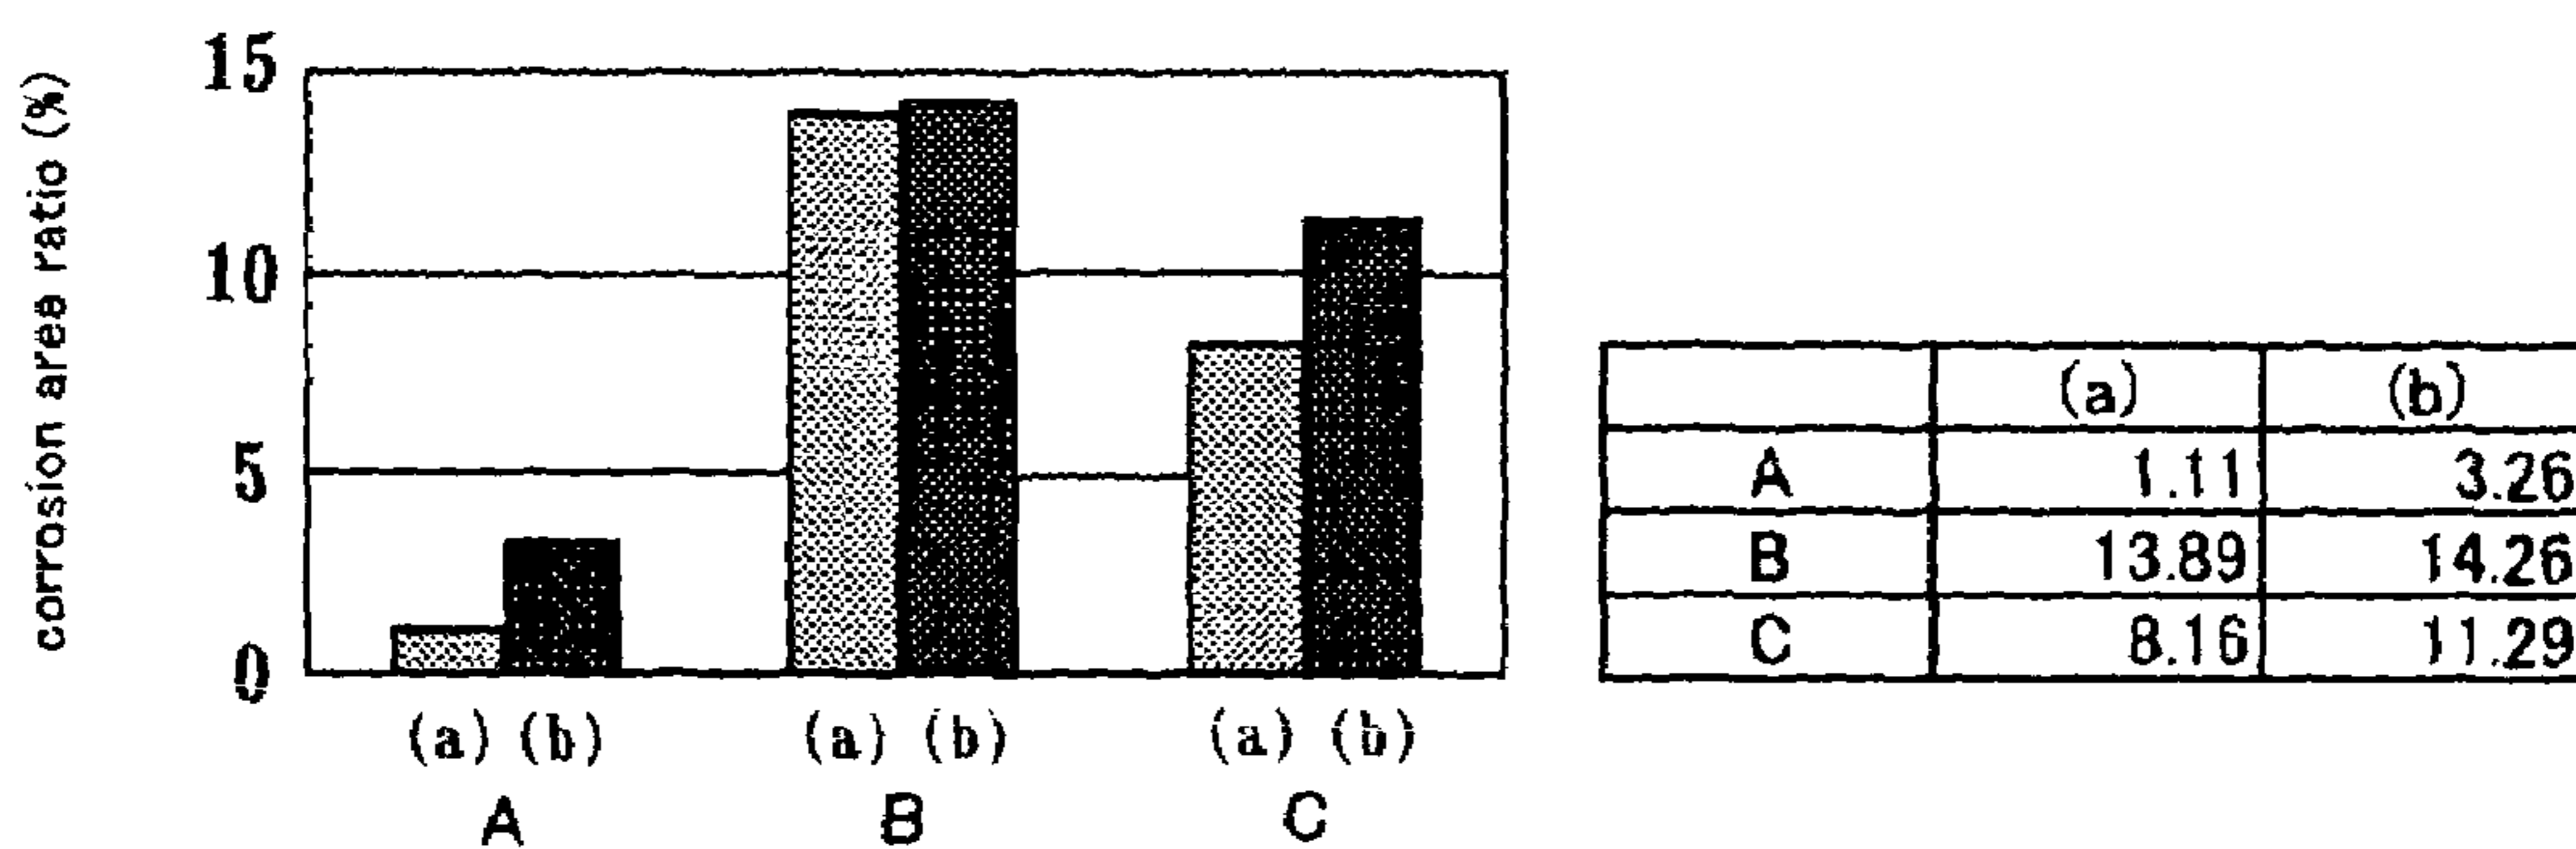 corrosion area ratio (%)
15
10
5
0
(a) (b) (a) (b) (a) (b)
A B C
(a) (b)
A 1.11 3.26
B 13.89 14.26
C 8.16 11.29